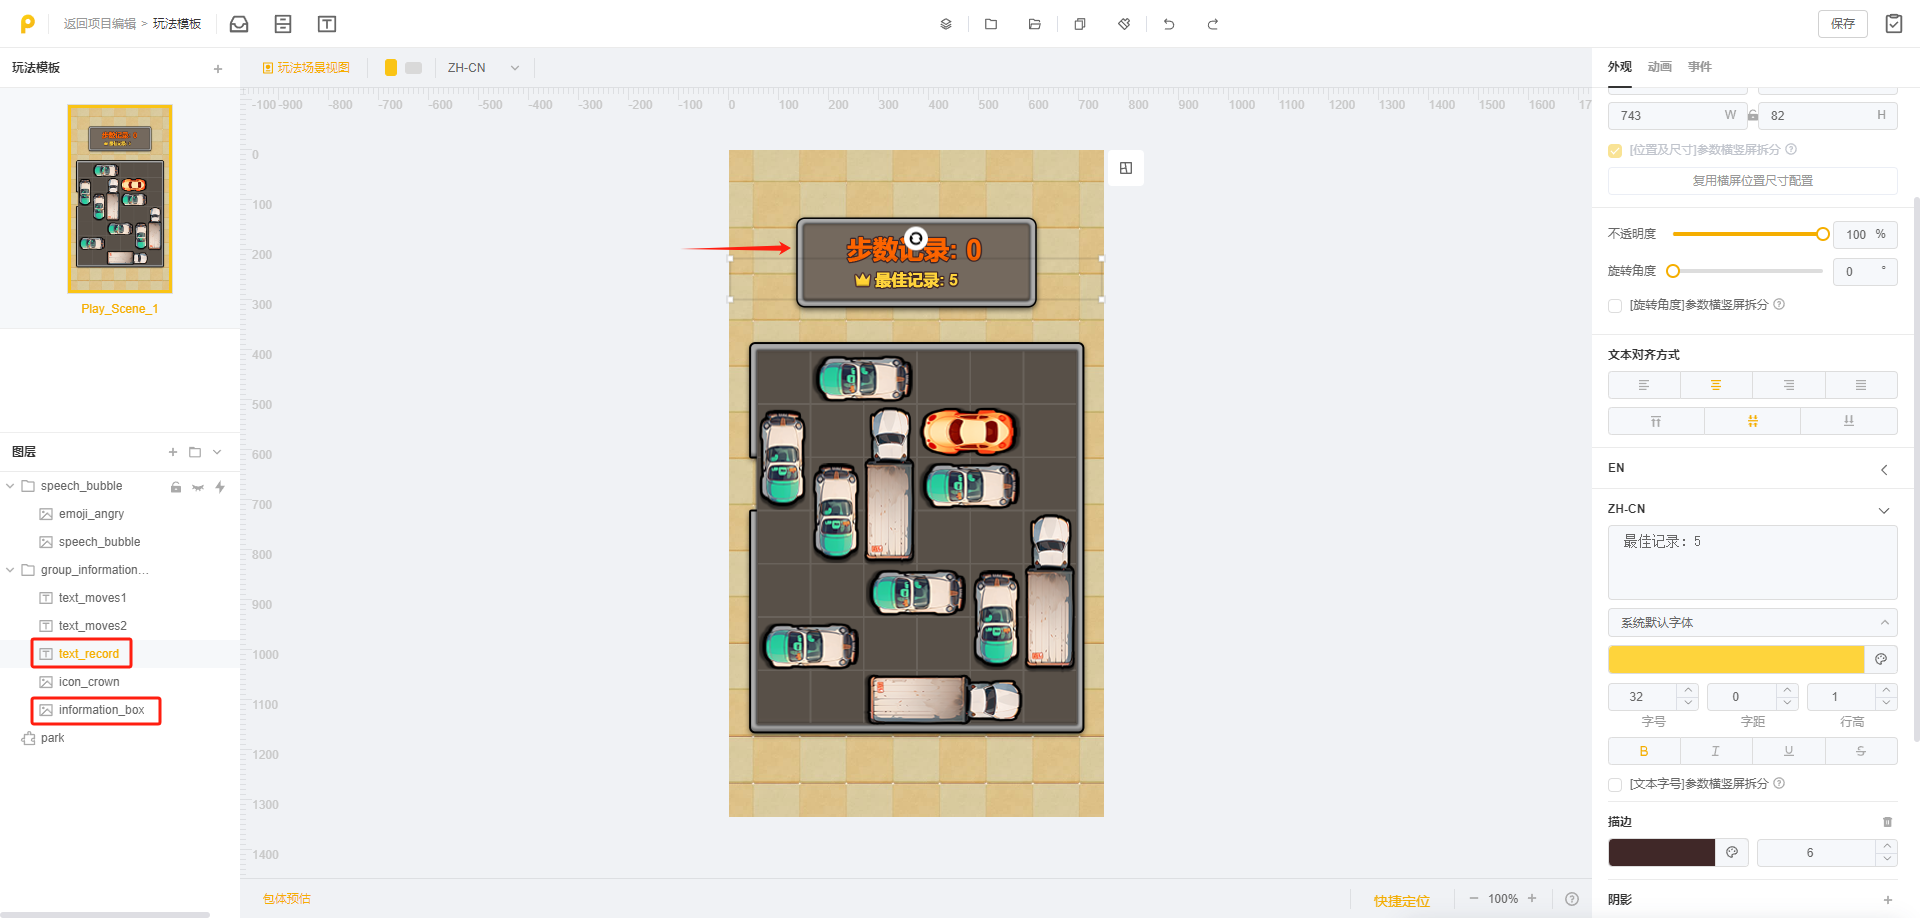 返回项目编辑 > 玩法模板
保存
玩法模板
玩法场景视图
ZH-CN
外观 动画 事件
-100 -900 -800 -700 -600 -500 -400 -300 -200 -100 0 100 200 300 400 500 600 700 800 900 1000 1100 1200 1300 1400 1500 1600 17
743 W 82 H
[位置及尺寸]参数横竖屏拆分
复用横屏位置尺寸配置
Play_Scene_1
0
100
200
300
400
500
600
700
800
900
1000
1100
1200
1300
1400
步数记录: 0
最佳记录: 5
不透明度 100 %
旋转角度 0 °
[旋转角度]参数横竖屏拆分
文本对齐方式
图层
speech_bubble
emoji_angry
speech_bubble
group_information...
text_moves1
text_moves2
text_record
icon_crown
information_box
park
EN
ZH-CN
最佳记录: 5
系统默认字体
32 0 1
字号 字距 行高
B I U S
[文本字号]参数横竖屏拆分
描边
6
阴影
包体预估
快捷定位
100%